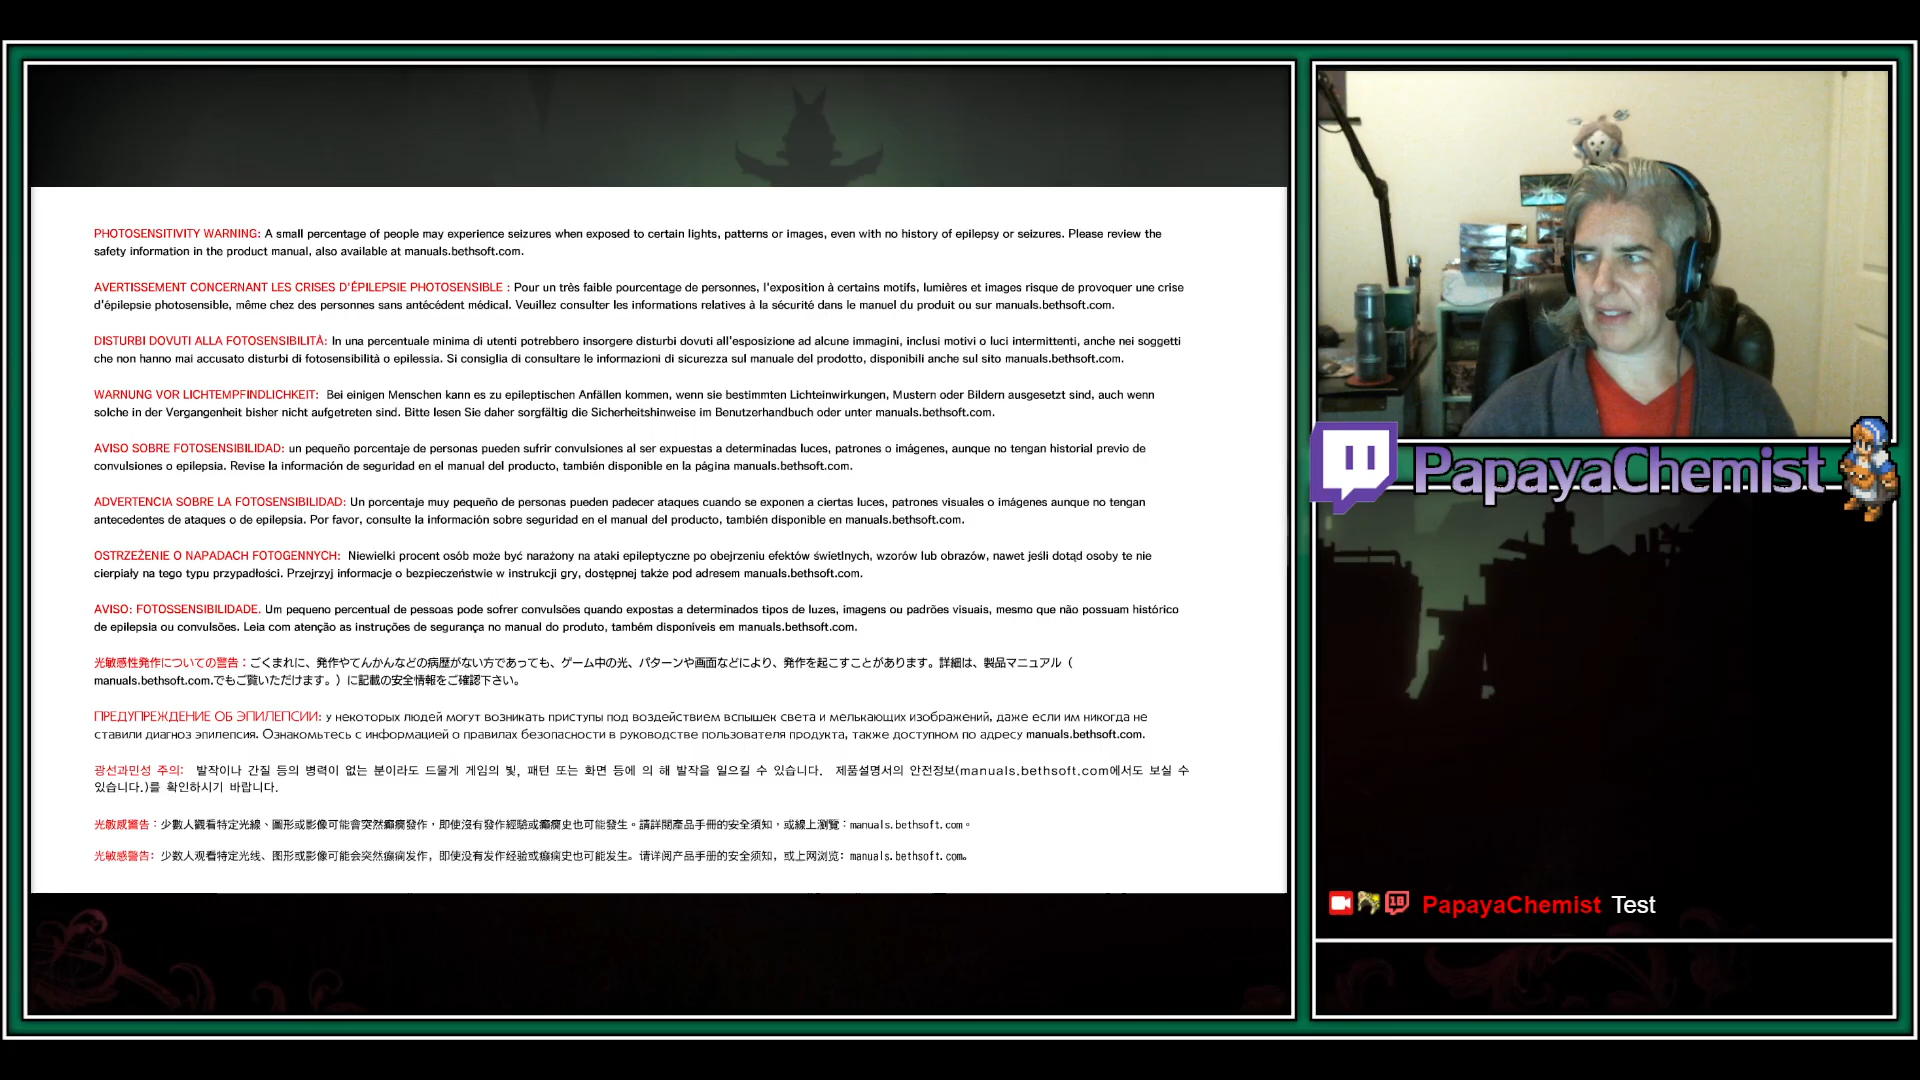 PHOTOSENSITIVITY WARNING: A small percentage of people may experience seizures when exposed to certain lights, patterns or images, even with no history of epilepsy or seizures. Please review the
safety information in the product manual, also available at manuals.bethsoft.com.
AVERTISSEMENT CONCERNANT LES CRISES D'ÉPILEPSIE PHOTOSENSIBLE : Pour un très faible pourcentage de personnes, l'exposition à certains motifs, lumières et images risque de provoquer une crise
d'épilepsie photosensible, même chez des personnes sans antécédent médical. Veuillez consulter les informations relatives à la sécurité dans le manuel du produit ou sur manuals.bethsoft.com.
DISTURBI DOVUTI ALLA FOTOSENSIBILITÀ: In una percentuale minima di utenti potrebbero insorgere disturbi dovuti all'esposizione ad alcune immagini, inclusi motivi o luci intermittenti, anche nei soggetti
che non hanno mai accusato disturbi di fotosensibilità o epilessia. Si consiglia di consultare le informazioni di sicurezza sul manuale del prodotto, disponibili anche sul sito manuals.bethsoft.com.
WARNUNG VOR LICHTEMPFINDLICHKEIT: Bei einigen Menschen kann es zu epileptischen Anfällen kommen, wenn sie bestimmten Lichteinwirkungen, Mustern oder Bildern ausgesetzt sind, auch wenn
solche in der Vergangenheit bisher nicht aufgetreten sind. Bitte lesen Sie daher sorgfältig die Sicherheitshinweise im Benutzerhandbuch oder unter manuals.bethsoft.com.
AVISO SOBRE FOTOSENSIBILIDAD: un pequeño porcentaje de personas pueden sufrir convulsiones al ser expuestas a determinadas luces, patrones o imágenes, aunque no tengan historial previo de
convulsiones o epilepsia. Revise la información de seguridad en el manual del producto, también disponible en la página manuals.bethsoft.com.
ADVERTENCIA SOBRE LA FOTOSENSIBILIDAD: Un porcentaje muy pequeño de personas pueden padecer ataques cuando se exponen a ciertas luces, patrones visuales o imágenes aunque no tengan
antecedentes de ataques o de epilepsia. Por favor, consulte la información sobre seguridad en el manual del producto, también disponible en manuals.bethsoft.com.
OSTRZEŻENIE O NAPADACH FOTOGENNYCH: Niewielki procent osób może być narażony na ataki epileptyczne po obejrzeniu efektów świetlnych, wzorów lub obrazów, nawet jeśli dotąd osoby te nie
cierpiały na tego typu przypadłości. Przejrzyj informacje o bezpieczeństwie w instrukcji gry, dostępnej także pod adresem manuals.bethsoft.com.
AVISO: FOTOSSENSIBILIDADE. Um pequeno percentual de pessoas pode sofrer convulsões quando expostas a determinados tipos de luzes, imagens ou padrões visuais, mesmo que não possuam histórico
de epilepsia ou convulsões. Leia com atenção as instruções de segurança no manual do produto, também disponíveis em manuals.bethsoft.com.
光敏感性発作についての警告：ごくまれに、発作やてんかんなどの病歴がない方であっても、ゲーム中の光、パターンや画面などにより、発作を起こすことがあります。詳細は、製品マニュアル（
manuals.bethsoft.com.でもご覧いただけます。）に記載の安全情報をご確認下さい。
ПРЕДУПРЕЖДЕНИЕ ОБ ЭПИЛЕПСИИ: у некоторых людей могут возникать приступы под воздействием вспышек света и мелькающих изображений, даже если им никогда не
ставили диагноз эпилепсия. Ознакомьтесь с информацией о правилах безопасности в руководстве пользователя продукта, также доступном по адресу manuals.bethsoft.com.
광선과민성 주의: 발작이나 간질 등의 병력이 없는 분이라도 드물게 게임의 빛, 패턴 또는 화면 등에 의 해 발작을 일으킬 수 있습니다. 제품설명서의 안전정보(manuals.bethsoft.com에서도 보실 수
있습니다.)를 확인하시기 바랍니다.
光敏感警告：少數人觀看特定光線、圖形或影像可能會突然癲癇發作，即使沒有發作經驗或癲癇史也可能發生。請詳閱產品手冊的安全須知，或線上瀏覽：manuals.bethsoft.com。
光敏感警告：少数人观看特定光线、图形或影像可能会突然癫痫发作，即使没有发作经验或癫痫史也可能发生。请详阅产品手册的安全须知，或上网浏览：manuals.bethsoft.com。
PapayaChemist
PapayaChemist Test